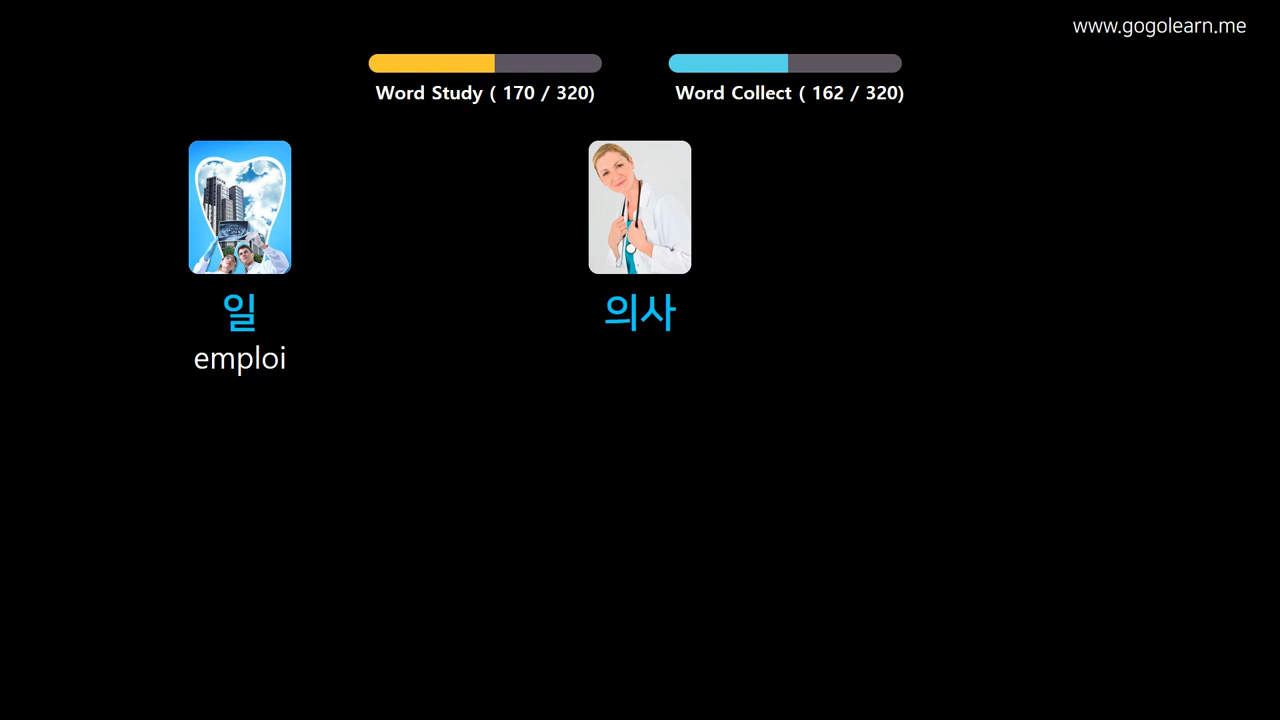 www.gogolearn.me
Word Study ( 170 / 320)
Word Collect ( 162 / 320)
일
의사
emploi